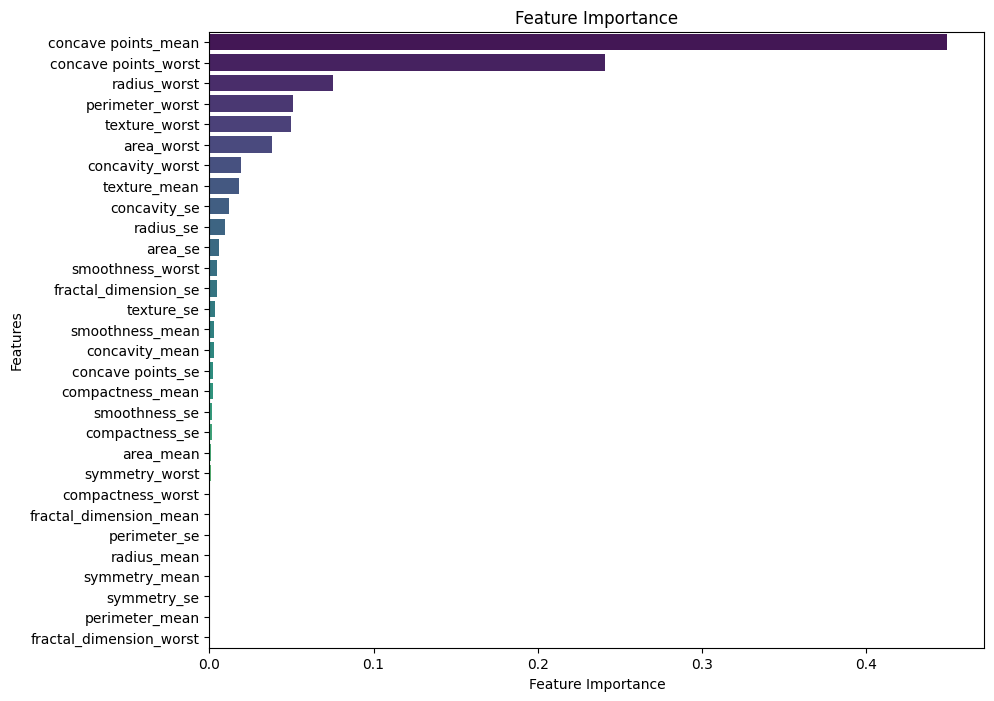 Feature Importance
concave points_mean
concave points_worst
radius_worst
perimeter_worst
texture_worst
area_worst
concavity_worst
texture_mean
concavity_se
radius_se
area_se
smoothness_worst
fractal_dimension_se
texture_se
smoothness_mean
concavity_mean
concave points_se
compactness_mean
smoothness_se
compactness_se
area_mean
symmetry_worst
compactness_worst
fractal_dimension_mean
perimeter_se
radius_mean
symmetry_mean
symmetry_se
perimeter_mean
fractal_dimension_worst
Features
0.0 0.1 0.2 0.3 0.4
Feature Importance